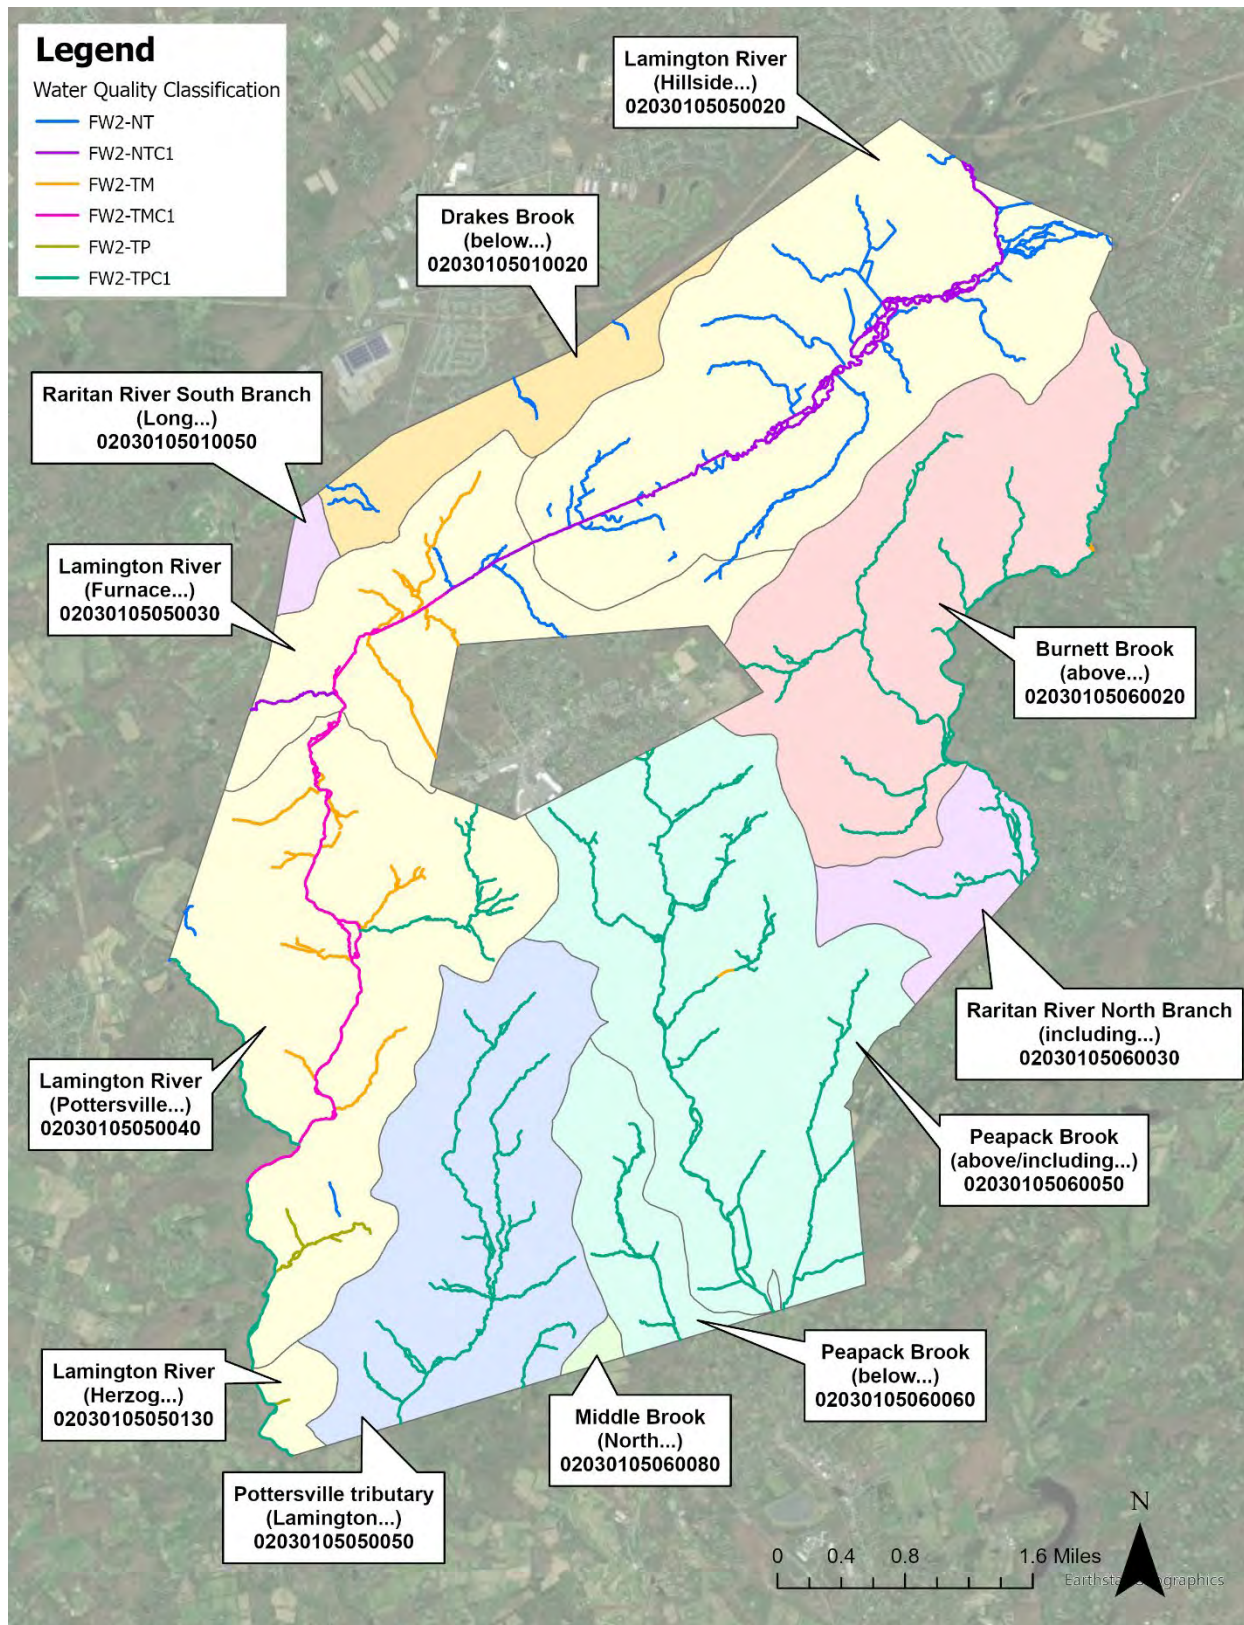 Legend
Water Quality Classification
FW2-NT
FW2-NTC1
FW2-TM
FW2-TMC1
FW2-TP
FW2-TPC1
Lamington River
(Hillside...)
02030105050020
Drakes Brook
(below...)
02030105010020
Raritan River South Branch
(Long...)
02030105010050
Lamington River
(Furnace...)
02030105050030
Burnett Brook
(above...)
02030105060020
Raritan River North Branch
(including...)
02030105060030
Lamington River
(Pottersville...)
02030105050040
Peapack Brook
(above/including...)
02030105060050
Lamington River
(Herzog...)
02030105050130
Peapack Brook
(below...)
02030105060060
Middle Brook
(North...)
02030105060080
Pottersville tributary
(Lamington...)
02030105050050
N
0 0.4 0.8 1.6 Miles